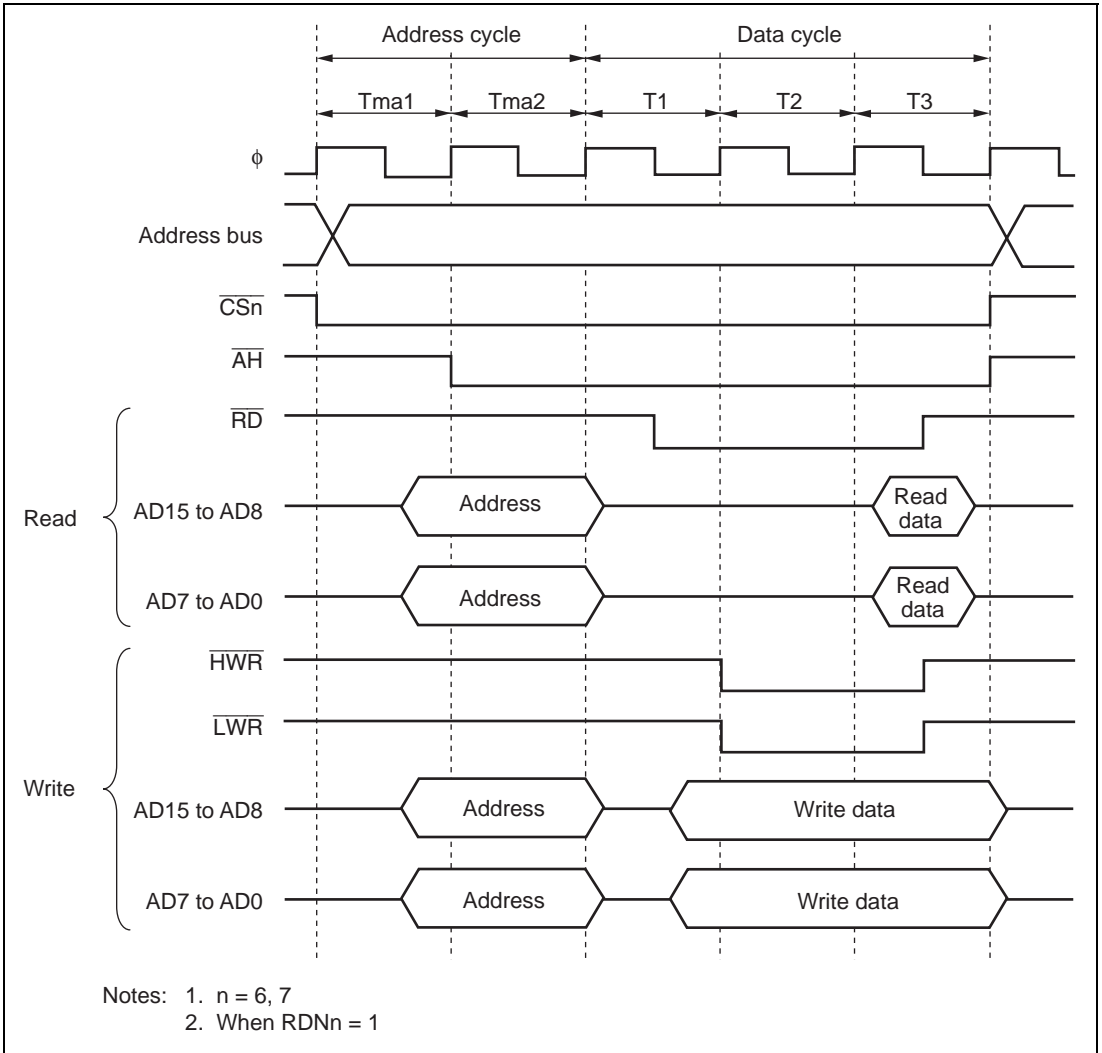 Address cycle Data cycle
Tma1 Tma2 T1 T2 T3
ϕ
Address bus
CSn
AH
RD
Read
AD15 to AD8 Address Read data
AD7 to AD0 Address Read data
HWR
LWR
Write
AD15 to AD8 Address Write data
AD7 to AD0 Address Write data
Notes: 1. n = 6, 7
2. When RDNn = 1